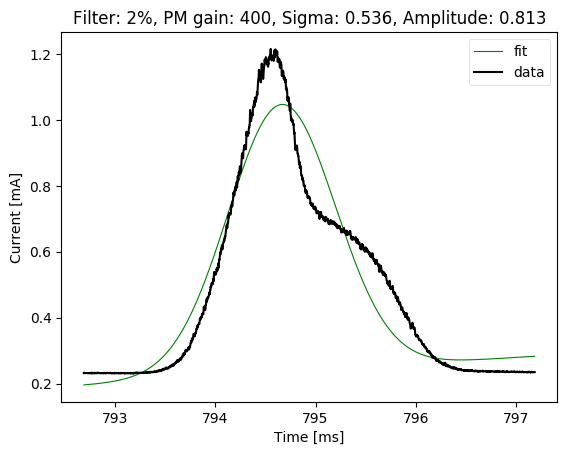 Filter: 2%, PM gain: 400, Sigma: 0.536, Amplitude: 0.813
fit
data
1.2
1.0
0.8
0.6
0.4
0.2
Current [mA]
793
794
795
796
797
Time [ms]